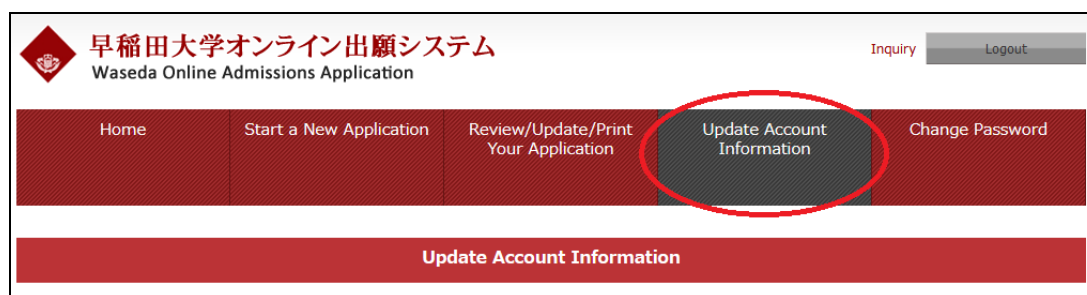 早稲田大学オンライン出願システム
Waseda Online Admissions Application
Inquiry
Logout
Home
Start a New Application
Review/Update/Print
Your Application
Update Account
Information
Change Password
Update Account Information